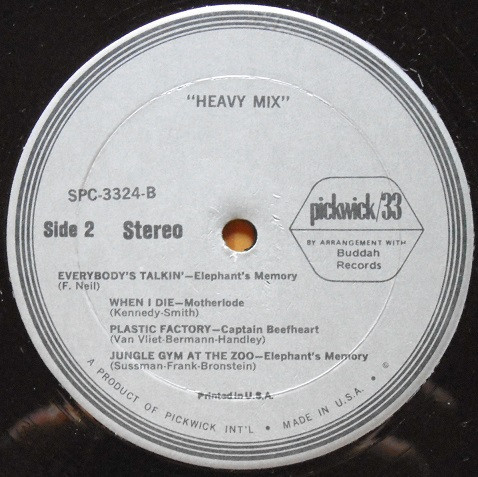 "HEAVY MIX"
SPC-3324-B
Side 2 Stereo
pickwick/33
BY ARRANGEMENT WITH
Buddah
Records
EVERYBODY'S TALKIN'—Elephant's Memory
(F. Neil)
WHEN I DIE—Motherlode
(Kennedy-Smith)
PLASTIC FACTORY—Captain Beefheart
(Van Vliet-Bermann-Handley)
JUNGLE GYM AT THE ZOO—Elephant's Memory
(Sussman-Frank-Bronstein)
Printed in U.S.A.
A PRODUCT OF PICKWICK INT'L • MADE IN U.S.A. • ©